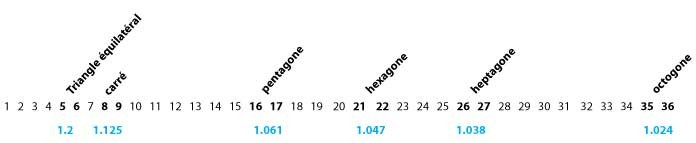 Triangle équilatéral carré pentagone hexagone heptagone octogone
1 2 3 4 5 6 7 8 9 10 11 12 13 14 15 16 17 18 19 20 21 22 23 24 25 26 27 28 29 30 31 32 33 34 35 36
1.2 1.125 1.061 1.047 1.038 1.024